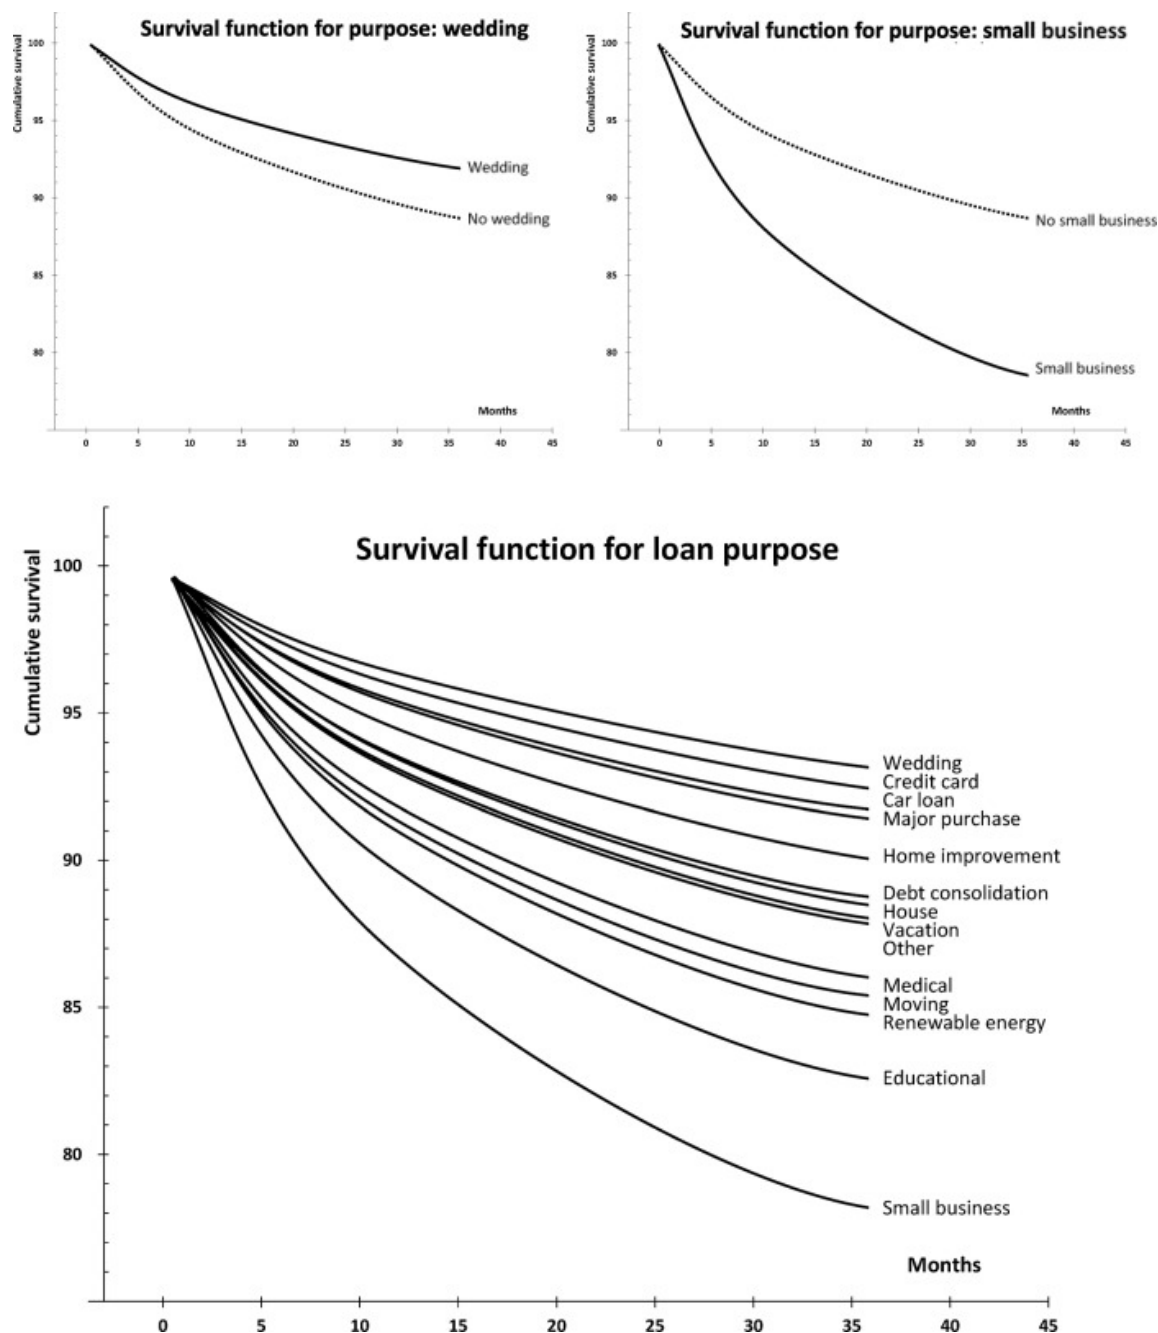 Survival function for purpose: wedding
Cumulative survival
100
95
90
85
80
Wedding
No wedding
Months
0 5 10 15 20 25 30 35 40 45
Survival function for purpose: small business
Cumulative survival
100
95
90
85
80
No small business
Small business
Months
0 5 10 15 20 25 30 35 40 45
Survival function for loan purpose
Cumulative survival
100
95
90
85
80
Wedding
Credit card
Car loan
Major purchase
Home improvement
Debt consolidation
House
Vacation
Other
Medical
Moving
Renewable energy
Educational
Small business
Months
0 5 10 15 20 25 30 35 40 45